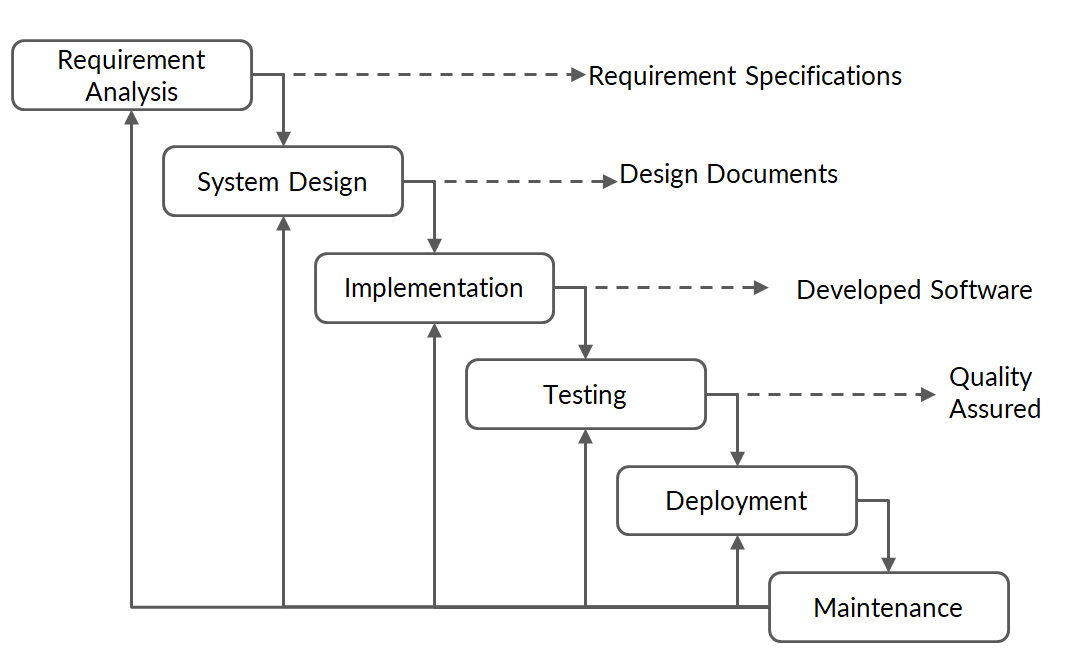 Requirement
Analysis
Requirement Specifications
System Design
Design Documents
Implementation
Developed Software
Testing
Quality
Assured
Deployment
Maintenance